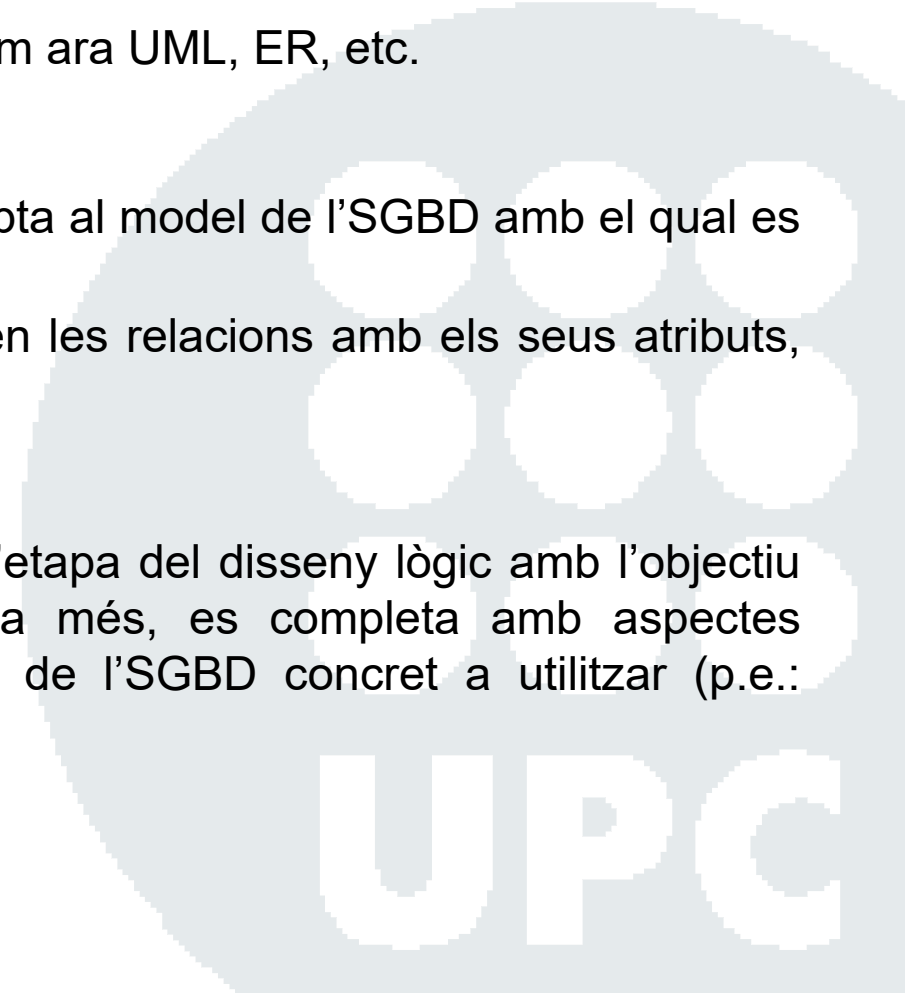 m ara UML, ER, etc.
pta al model de l’SGBD amb el qual es
en les relacions amb els seus atributs,
’etapa del disseny lògic amb l’objectiu
a més, es completa amb aspectes
de l’SGBD concret a utilitzar (p.e.:
UPC